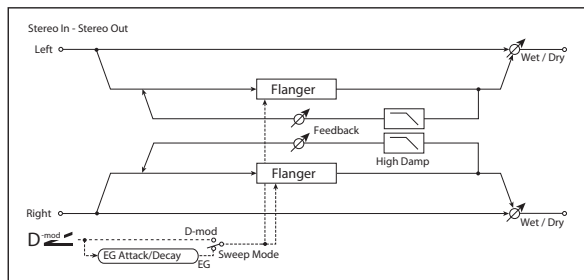 Stereo In - Stereo Out
Left
Wet / Dry
Flanger
Feedback
High Damp
Flanger
Right
Wet / Dry
D-mod
D-mod
EG Attack/Decay
EG
Sweep Mode